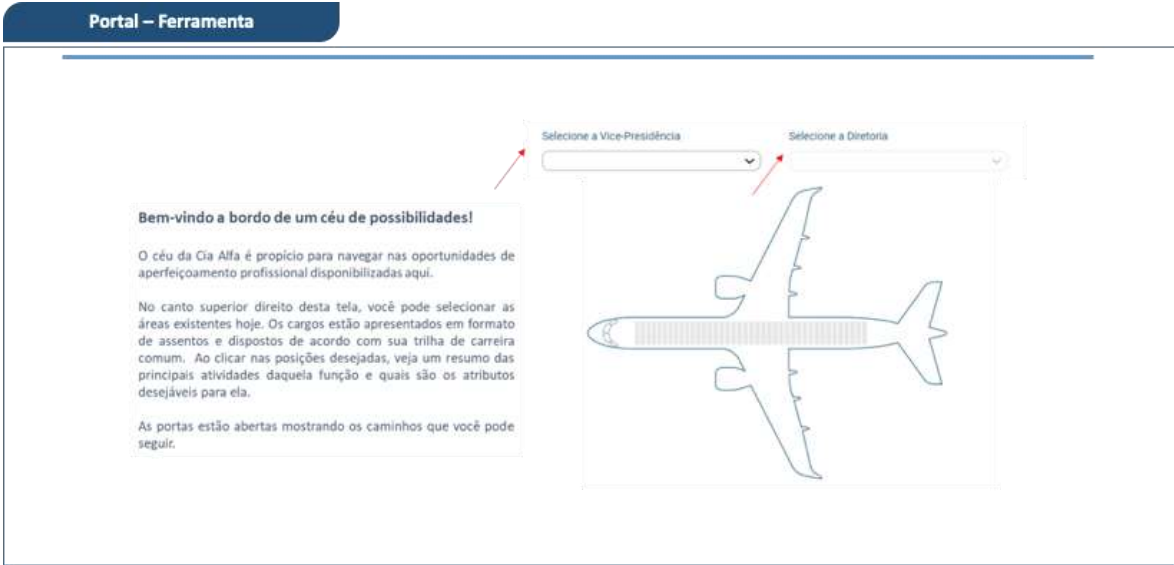 Portal – Ferramenta
Selecione a Vice-Presidência
Selecione a Diretoria
Bem-vindo a bordo de um céu de possibilidades!
O céu da Cia Alfa é propício para navegar nas oportunidades de
aperfeiçoamento profissional disponibilizadas aqui.
No canto superior direito desta tela, você pode selecionar as
áreas existentes hoje. Os cargos estão apresentados em formato
de assentos e dispostos de acordo com sua trilha de carreira
comum. Ao clicar nas posições desejadas, veja um resumo das
principais atividades daquela função e quais são os atributos
desejáveis para ela.
As portas estão abertas mostrando os caminhos que você pode
seguir.